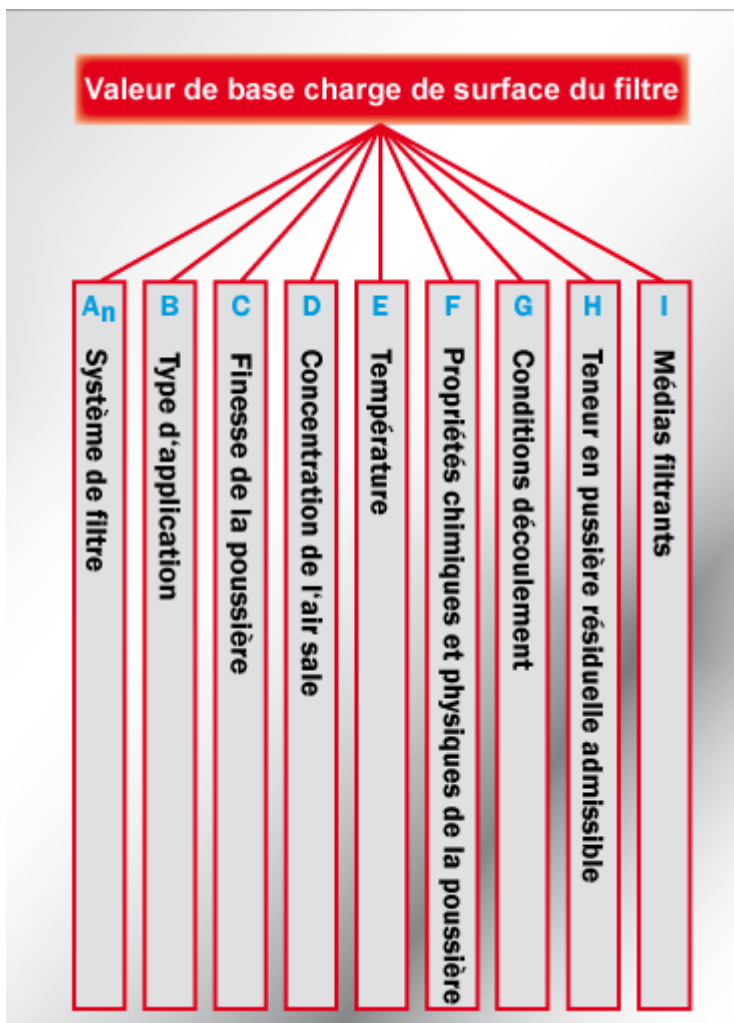 Valeur de base charge de surface du filtre
An
Système de filtre
B
Type d‘application
C
Finesse de la poussière
D
Concentration de l‘air sale
E
Température
F
Propriétés chimiques et physiques de la poussière
G
Conditions découlement
H
Teneur en pussière résiduelle admissible
I
Médias filtrants